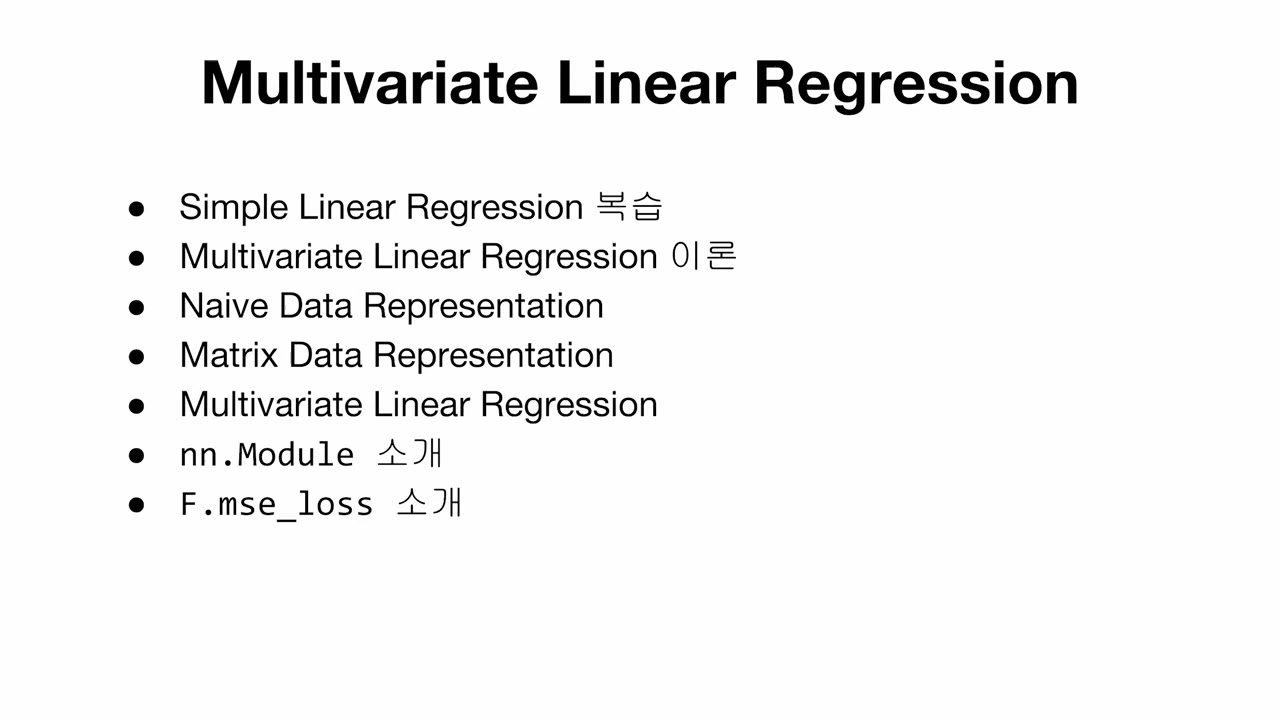 Multivariate Linear Regression
● Simple Linear Regression 복습
● Multivariate Linear Regression 이론
● Naive Data Representation
● Matrix Data Representation
● Multivariate Linear Regression
● nn.Module 소개
● F.mse_loss 소개